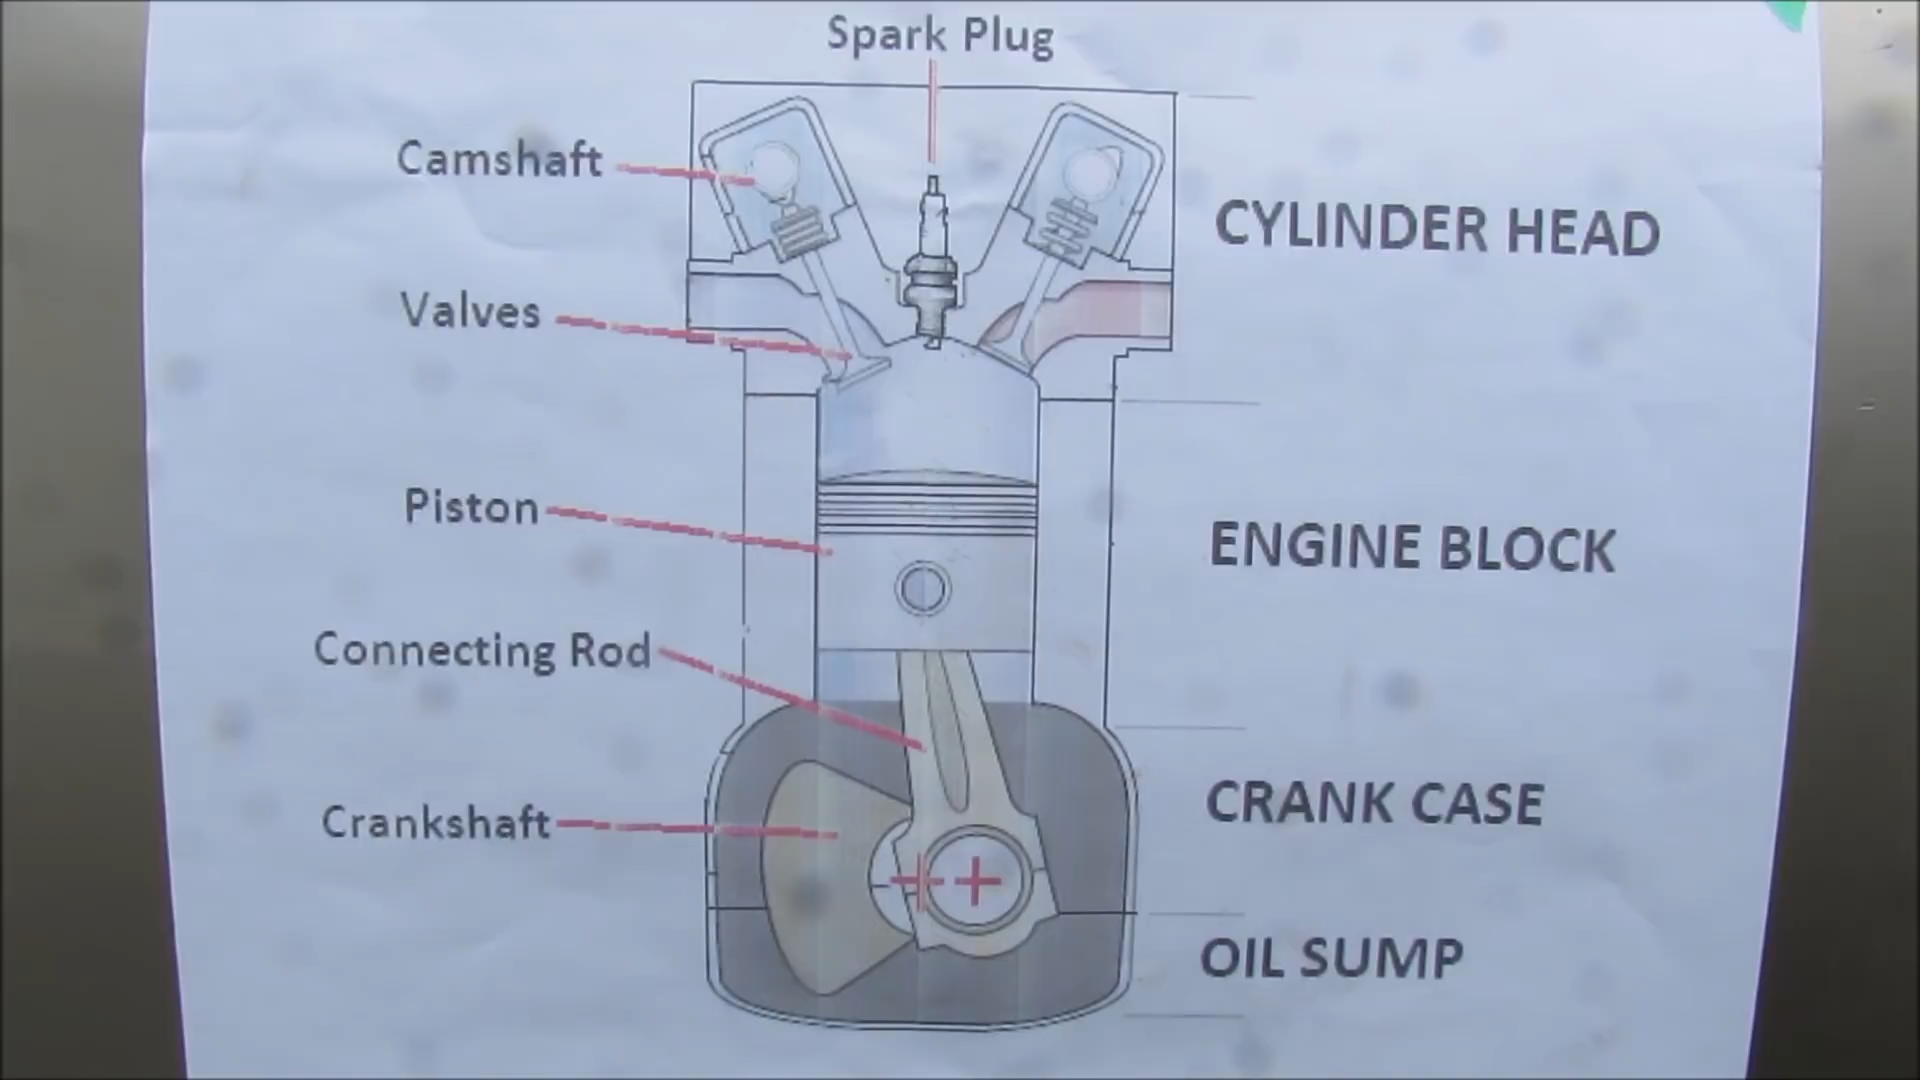 Spark Plug
Camshaft
CYLINDER HEAD
Valves
Piston
ENGINE BLOCK
Connecting Rod
Crankshaft
CRANK CASE
OIL SUMP